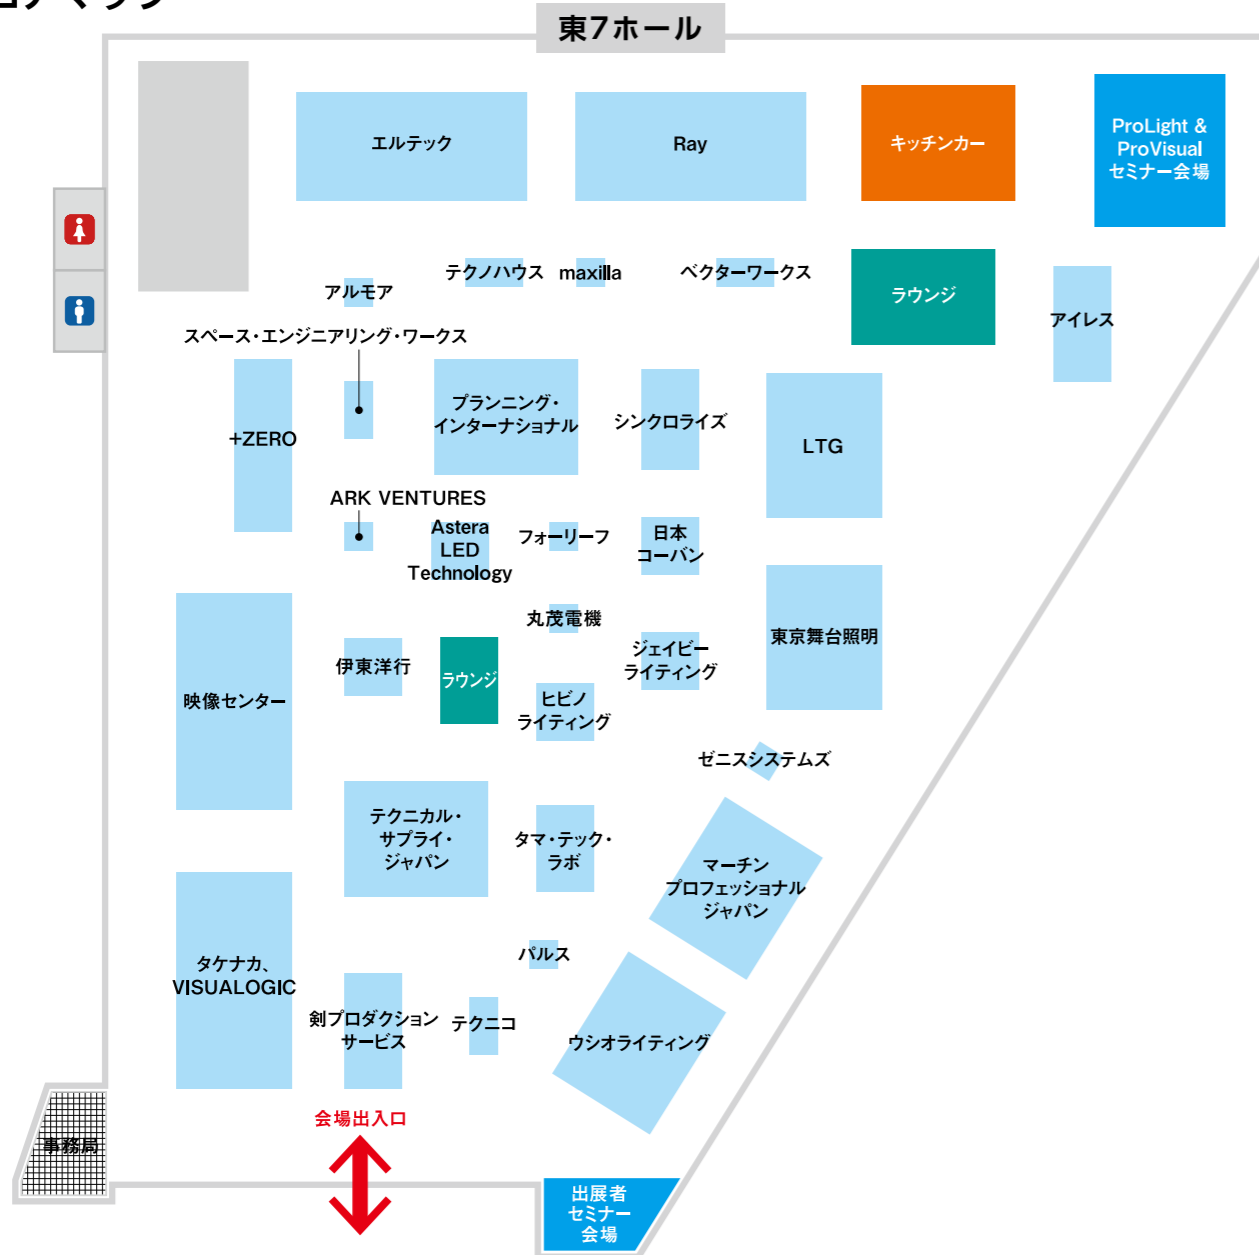 東7ホール
エルテック
Ray
キッチンカー
ProLight &
ProVisual
セミナー会場
テクノハウス
maxilla
ベクターワークス
ラウンジ
アイレス
アルモア
スペース・エンジニアリング・ワークス
+ZERO
プランニング・
インターナショナル
シンクロライズ
LTG
ARK VENTURES
Astera
LED
Technology
フォーリーフ
日本
コーバン
丸茂電機
東京舞台照明
伊東洋行
ラウンジ
ジェイビー
ライティング
映像センター
ヒビノ
ライティング
ゼニスシステムズ
テクニカル・
サプライ・
ジャパン
タマ・テック・
ラボ
マーチン
プロフェッショナル
ジャパン
パルス
タケナカ、
VISUALOGIC
剣プロダクション
サービス
テクニコ
ウシオライティング
会場出入口
事務局
出展者
セミナー
会場